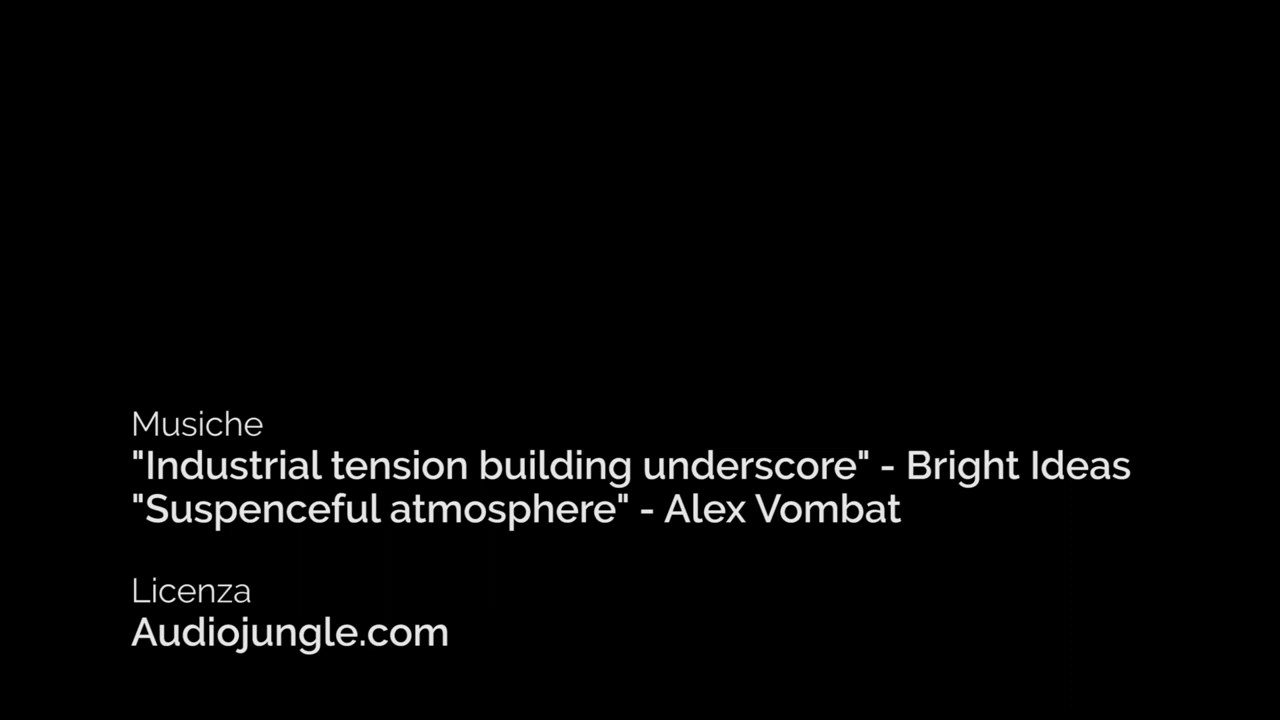 Musiche
"Industrial tension building underscore" - Bright Ideas
"Suspenceful atmosphere" - Alex Vombat
Licenza
Audiojungle.com